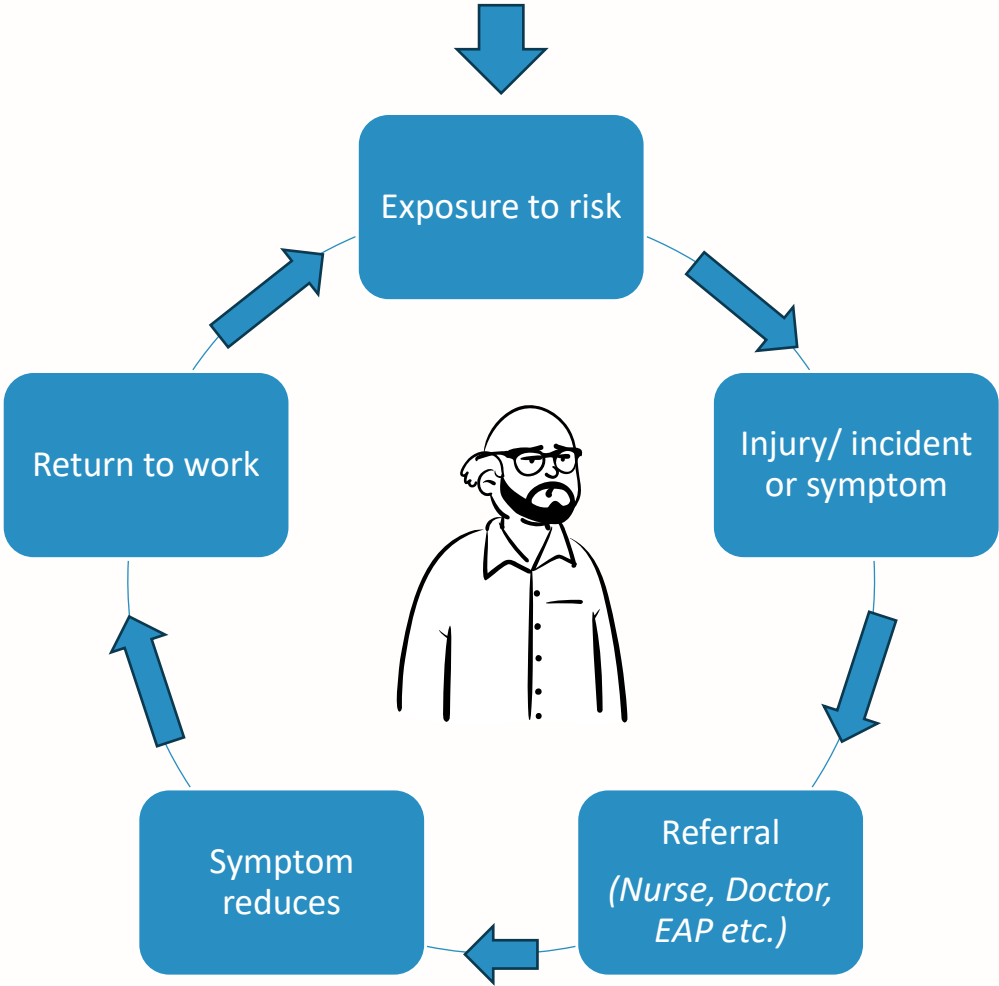 Exposure to risk
Injury/ incident
or symptom
Referral
(Nurse, Doctor,
EAP etc.)
Symptom
reduces
Return to work